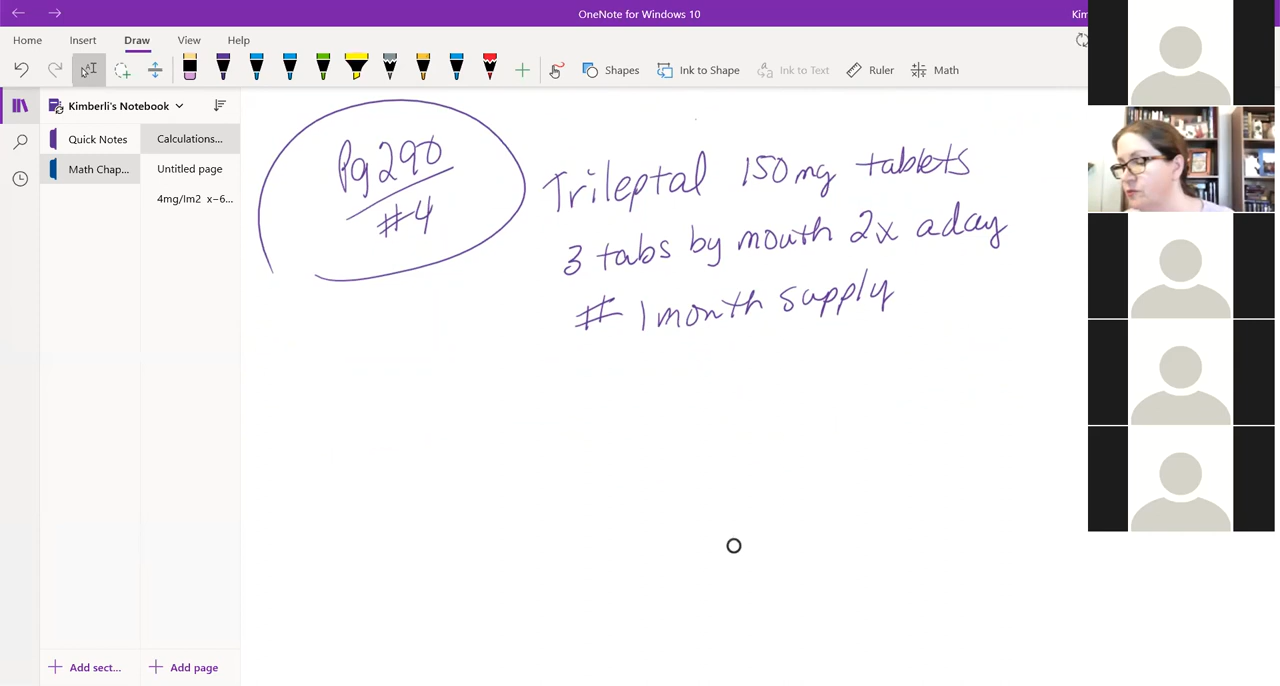 OneNote for Windows 10
Kim
Home Insert Draw View Help
Shapes Ink to Shape Ink to Text Ruler Math
Kimberli's Notebook
Quick Notes
Math Chap...
Calculations...
Untitled page
4mg/1m2 x-6...
Pg 290
#4
Trileptal 150mg tablets
3 tabs by mouth 2x a day
# 1 month supply
Add sect...
Add page